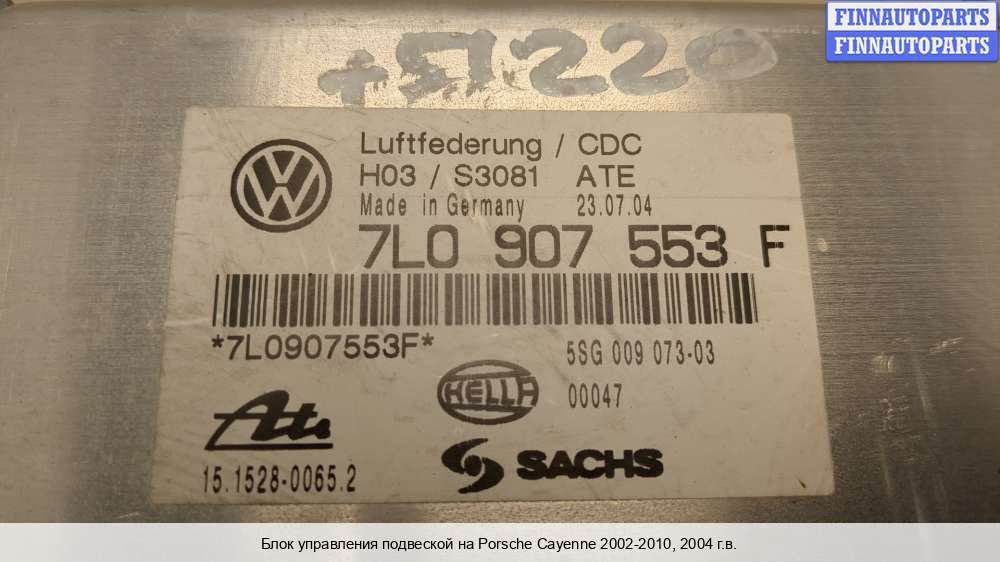 FINNAUTOPARTS
FINNAUTOPARTS
Luftfederung / CDC
H03 / S3081 ATE
Made in Germany 23.07.04
7L0 907 553 F
*7L0907553F*
5SG 009 073-03
HELLA
00047
Ate
SACHS
15.1528-0065.2
Блок управления подвеской на Porsche Cayenne 2002-2010, 2004 г.в.